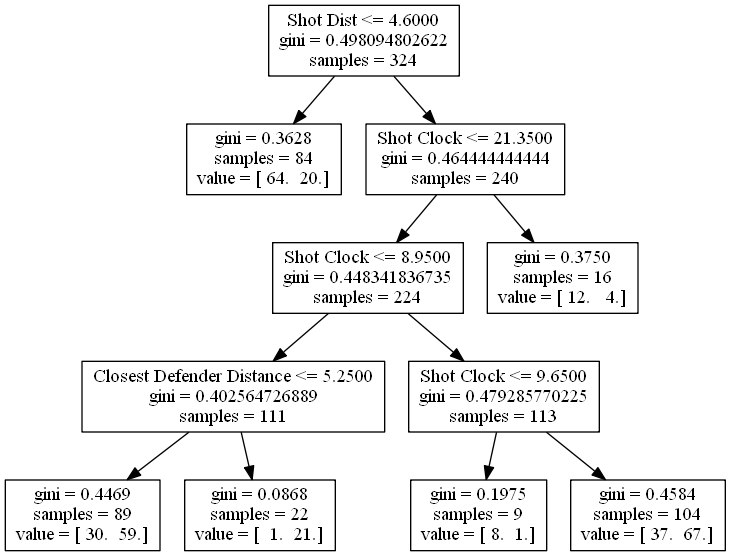 Shot Dist <= 4.6000
gini = 0.498094802622
samples = 324
gini = 0.3628
samples = 84
value = [ 64. 20.]
Shot Clock <= 21.3500
gini = 0.464444444444
samples = 240
Shot Clock <= 8.9500
gini = 0.448341836735
samples = 224
gini = 0.3750
samples = 16
value = [ 12. 4.]
Closest Defender Distance <= 5.2500
gini = 0.402564726889
samples = 111
Shot Clock <= 9.6500
gini = 0.479285770225
samples = 113
gini = 0.4469
samples = 89
value = [ 30. 59.]
gini = 0.0868
samples = 22
value = [ 1. 21.]
gini = 0.1975
samples = 9
value = [ 8. 1.]
gini = 0.4584
samples = 104
value = [ 37. 67.]